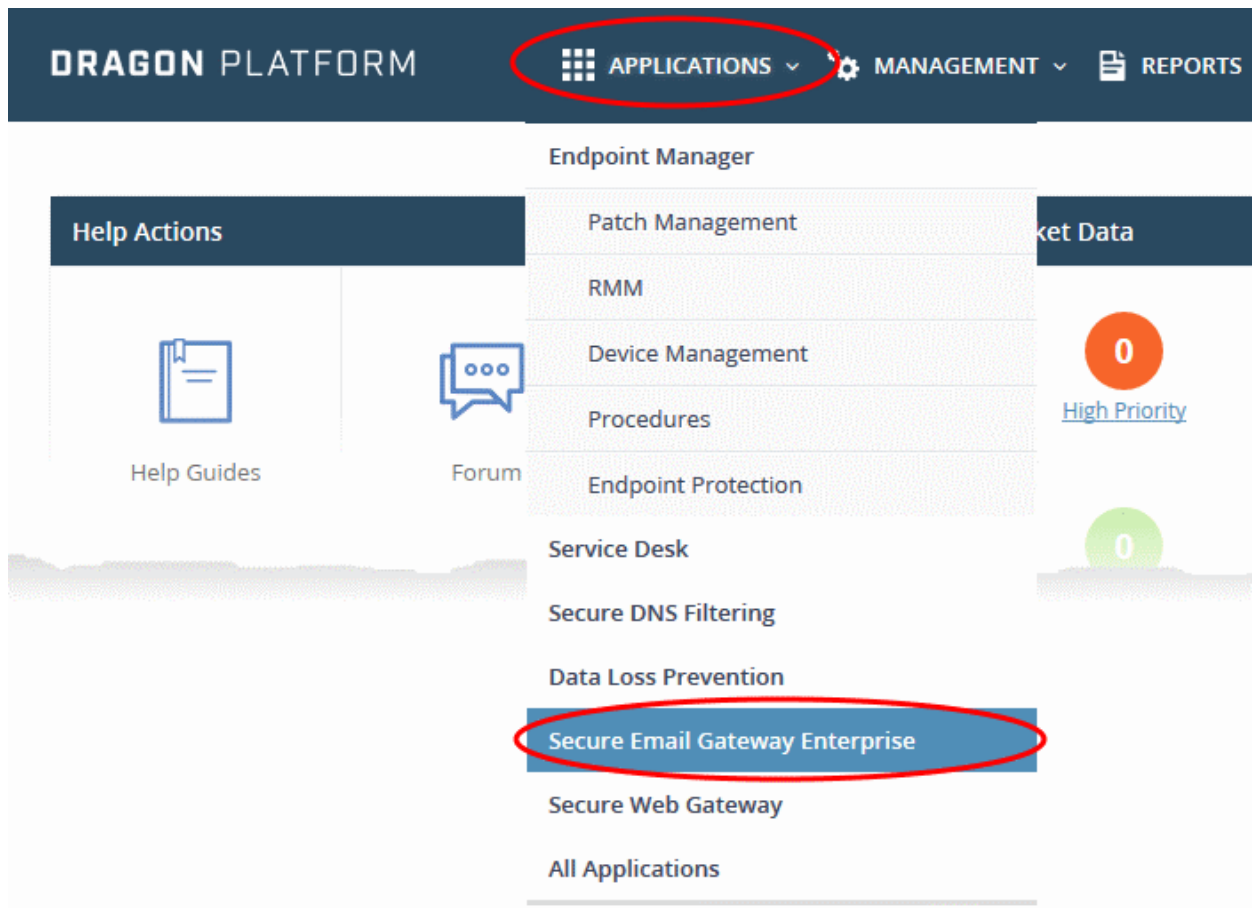 DRAGON PLATFORM
APPLICATIONS
MANAGEMENT
REPORTS
Endpoint Manager
Help Actions
Patch Management
ket Data
RMM
Device Management
0
High Priority
Procedures
Help Guides
Forum
Endpoint Protection
Service Desk
0
Secure DNS Filtering
Data Loss Prevention
Secure Email Gateway Enterprise
Secure Web Gateway
All Applications